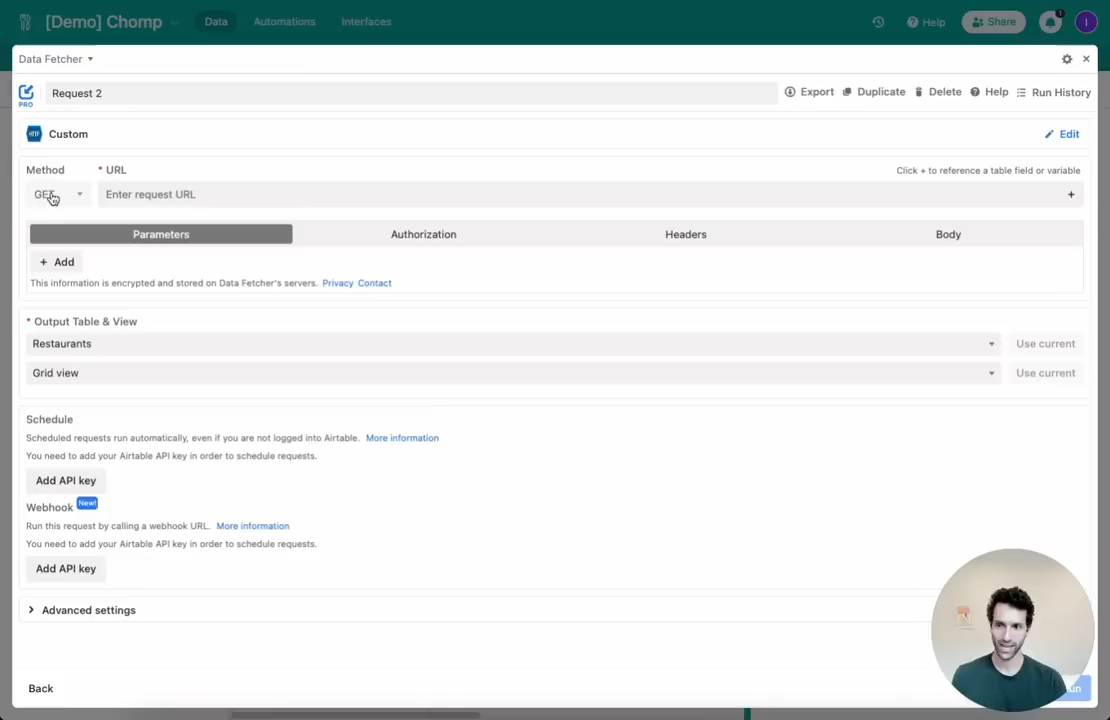 [Demo] Chomp Data Automations Interfaces Help Share 1 I
Data Fetcher
PRO Request 2 Export Duplicate Delete Help Run History
HTTP Custom Edit
Method * URL Click + to reference a table field or variable
GET Enter request URL +
Parameters Authorization Headers Body
+ Add
This information is encrypted and stored on Data Fetcher's servers. Privacy Contact
* Output Table & View
Restaurants Use current
Grid view Use current
Schedule
Scheduled requests run automatically, even if you are not logged into Airtable. More information
You need to add your Airtable API key in order to schedule requests.
Add API key
Webhook New!
Run this request by calling a webhook URL. More information
You need to add your Airtable API key in order to schedule requests.
Add API key
Advanced settings
Back